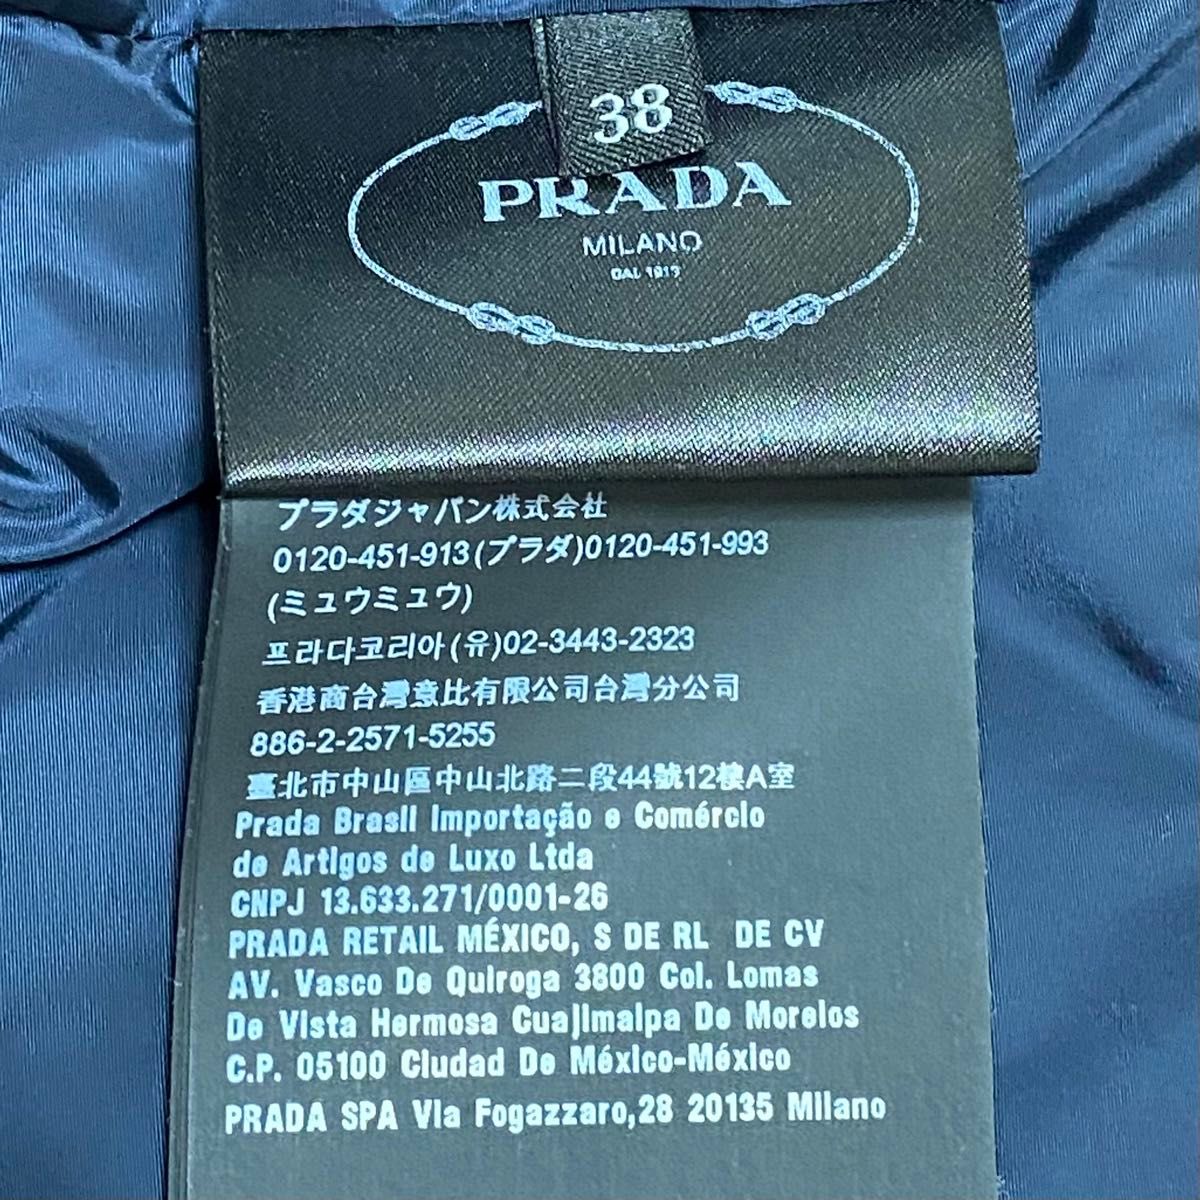 38
PRADA
MILANO
DAL 1913
プラダジャパン株式会社
0120-451-913(プラダ)0120-451-993
(ミュウミュウ)
프라다코리아(유)02-3443-2323
香港商台灣意比有限公司台灣分公司
886-2-2571-5255
臺北市中山區中山北路二段44號12樓A室
Prada Brasil Importação e Comércio
de Artigos de Luxo Ltda
CNPJ 13.633.271/0001-26
PRADA RETAIL MÉXICO, S DE RL DE CV
AV. Vasco De Quiroga 3800 Col. Lomas
De Vista Hermosa Cuajimalpa De Morelos
C.P. 05100 Ciudad De México-México
PRADA SPA Via Fogazzaro,28 20135 Milano